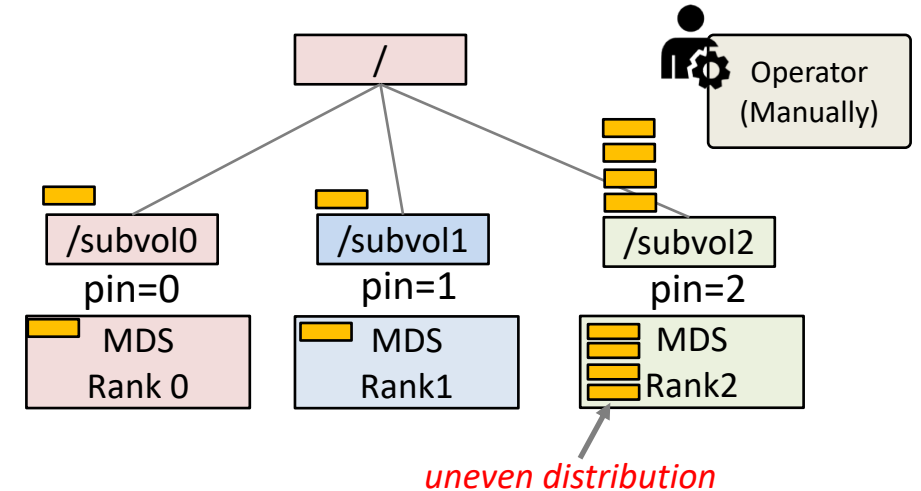 /
Operator
(Manually)
/subvol0
/subvol1
/subvol2
pin=0
pin=1
pin=2
MDS
Rank 0
MDS
Rank1
MDS
Rank2
uneven distribution